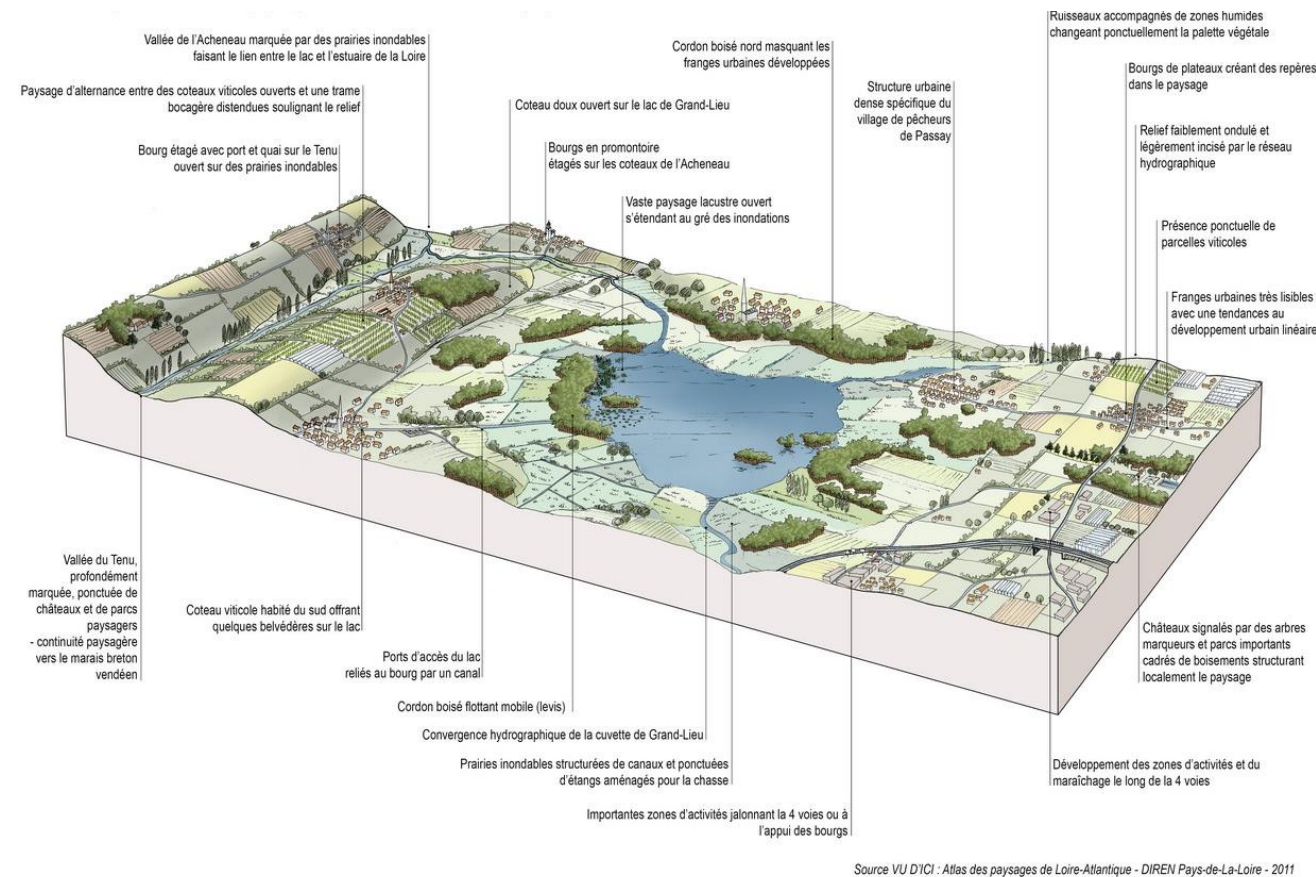 Vallée de l'Acheneau marquée par des prairies inondables
faisant le lien entre le lac et l'estuaire de la Loire
Paysage d'alternance entre des coteaux viticoles ouverts et une trame
bocagère distendues soulignant le relief
Bourg étagé avec port et quai sur le Tenu
ouvert sur des prairies inondables
Coteau doux ouvert sur le lac de Grand-Lieu
Bourgs en promontoire
étagés sur les coteaux de l'Acheneau
Vaste paysage lacustre ouvert
s'étendant au gré des inondations
Cordon boisé nord masquant les
franges urbaines développées
Structure urbaine
dense spécifique du
village de pêcheurs
de Passay
Ruisseaux accompagnés de zones humides
changeant ponctuellement la palette végétale
Bourgs de plateaux créant des repères
dans le paysage
Relief faiblement ondulé et
légèrement incisé par le réseau
hydrographique
Présence ponctuelle de
parcelles viticoles
Franges urbaines très lisibles
avec une tendances au
développement urbain linéaire
Vallée du Tenu,
profondément
marquée, ponctuée de
châteaux et de parcs
paysagers
- continuité paysagère
vers le marais breton
vendéen
Coteau viticole habité du sud offrant
quelques belvédères sur le lac
Ports d'accès du lac
reliés au bourg par un canal
Cordon boisé flottant mobile (levis)
Convergence hydrographique de la cuvette de Grand-Lieu
Prairies inondables structurées de canaux et ponctuées
d'étangs aménagés pour la chasse
Importantes zones d'activités jalonnant la 4 voies ou à
l'appui des bourgs
Châteaux signalés par des arbres
marqueurs et parcs importants
cadrés de boisements structurant
localement le paysage
Développement des zones d'activités et du
maraîchage le long de la 4 voies
Source VU D'ICI : Atlas des paysages de Loire-Atlantique - DIREN Pays-de-La-Loire - 2011